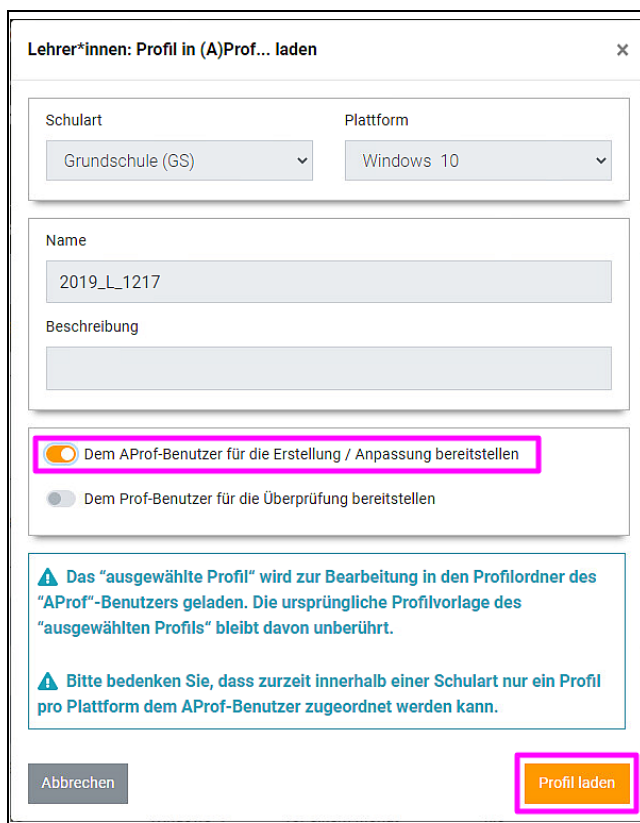 Lehrer*innen: Profil in (A)Prof... laden ×
Schulart Plattform
Grundschule (GS) Windows 10
Name
2019_L_1217
Beschreibung
Dem AProf-Benutzer für die Erstellung / Anpassung bereitstellen
Dem Prof-Benutzer für die Überprüfung bereitstellen
Das “ausgewählte Profil“ wird zur Bearbeitung in den Profilordner des
“AProf“-Benutzers geladen. Die ursprüngliche Profilvorlage des
“ausgewählten Profils“ bleibt davon unberührt.
Bitte bedenken Sie, dass zurzeit innerhalb einer Schulart nur ein Profil
pro Plattform dem AProf-Benutzer zugeordnet werden kann.
Abbrechen Profil laden